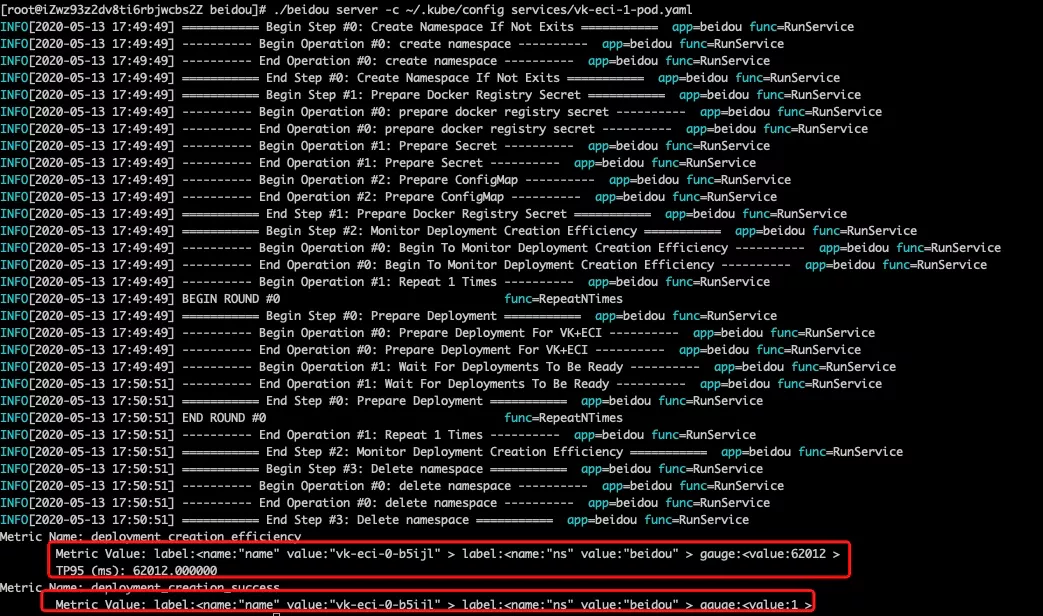 [root@iZwz93z2dv8ti6rbjwcbs2Z beidou]# ./beidou server -c ~/.kube/config services/vk-eci-1-pod.yaml
INFO[2020-05-13 17:49:49] =========== Begin Step #0: Create Namespace If Not Exits ===========  app=beidou func=RunService
INFO[2020-05-13 17:49:49] ---------- Begin Operation #0: create namespace ----------  app=beidou func=RunService
INFO[2020-05-13 17:49:49] ---------- End Operation #0: create namespace ----------  app=beidou func=RunService
INFO[2020-05-13 17:49:49] =========== End Step #0: Create Namespace If Not Exits ===========  app=beidou func=RunService
INFO[2020-05-13 17:49:49] =========== Begin Step #1: Prepare Docker Registry Secret ===========  app=beidou func=RunService
INFO[2020-05-13 17:49:49] ---------- Begin Operation #0: prepare docker registry secret ----------  app=beidou func=RunService
INFO[2020-05-13 17:49:49] ---------- End Operation #0: prepare docker registry secret ----------  app=beidou func=RunService
INFO[2020-05-13 17:49:49] ---------- Begin Operation #1: Prepare Secret ----------  app=beidou func=RunService
INFO[2020-05-13 17:49:49] ---------- End Operation #1: Prepare Secret ----------  app=beidou func=RunService
INFO[2020-05-13 17:49:49] ---------- Begin Operation #2: Prepare ConfigMap ----------  app=beidou func=RunService
INFO[2020-05-13 17:49:49] ---------- End Operation #2: Prepare ConfigMap ----------  app=beidou func=RunService
INFO[2020-05-13 17:49:49] =========== End Step #1: Prepare Docker Registry Secret ===========  app=beidou func=RunService
INFO[2020-05-13 17:49:49] =========== Begin Step #2: Monitor Deployment Creation Efficiency ===========  app=beidou func=RunService
INFO[2020-05-13 17:49:49] ---------- Begin Operation #0: Begin To Monitor Deployment Creation Efficiency ----------  app=beidou func=RunService
INFO[2020-05-13 17:49:49] ---------- End Operation #0: Begin To Monitor Deployment Creation Efficiency ----------  app=beidou func=RunService
INFO[2020-05-13 17:49:49] ---------- Begin Operation #1: Repeat 1 Times ----------  app=beidou func=RunService
INFO[2020-05-13 17:49:49] BEGIN ROUND #0                                func=RepeatNTimes
INFO[2020-05-13 17:49:49] =========== Begin Step #0: Prepare Deployment ===========  app=beidou func=RunService
INFO[2020-05-13 17:49:49] ---------- Begin Operation #0: Prepare Deployment For VK+ECI ----------  app=beidou func=RunService
INFO[2020-05-13 17:49:49] ---------- End Operation #0: Prepare Deployment For VK+ECI ----------  app=beidou func=RunService
INFO[2020-05-13 17:49:49] ---------- Begin Operation #1: Wait For Deployments To Be Ready ----------  app=beidou func=RunService
INFO[2020-05-13 17:50:51] ---------- End Operation #1: Wait For Deployments To Be Ready ----------  app=beidou func=RunService
INFO[2020-05-13 17:50:51] =========== End Step #0: Prepare Deployment ===========  app=beidou func=RunService
INFO[2020-05-13 17:50:51] END ROUND #0                                  func=RepeatNTimes
INFO[2020-05-13 17:50:51] ---------- End Operation #1: Repeat 1 Times ----------  app=beidou func=RunService
INFO[2020-05-13 17:50:51] =========== End Step #2: Monitor Deployment Creation Efficiency ===========  app=beidou func=RunService
INFO[2020-05-13 17:50:51] =========== Begin Step #3: Delete namespace ===========  app=beidou func=RunService
INFO[2020-05-13 17:50:51] ---------- Begin Operation #0: delete namespace ----------  app=beidou func=RunService
INFO[2020-05-13 17:50:51] ---------- End Operation #0: delete namespace ----------  app=beidou func=RunService
INFO[2020-05-13 17:50:51] =========== End Step #3: Delete namespace ===========  app=beidou func=RunService
Metric Name: deployment_creation_efficiency
Metric Value: label:<name:"name" value:"vk-eci-0-b5ijl" > label:<name:"ns" value:"beidou" > gauge:<value:62012 >
TP95 (ms): 62012.000000
Metric Name: deployment_creation_success
Metric Value: label:<name:"name" value:"vk-eci-0-b5ijl" > label:<name:"ns" value:"beidou" > gauge:<value:1 >